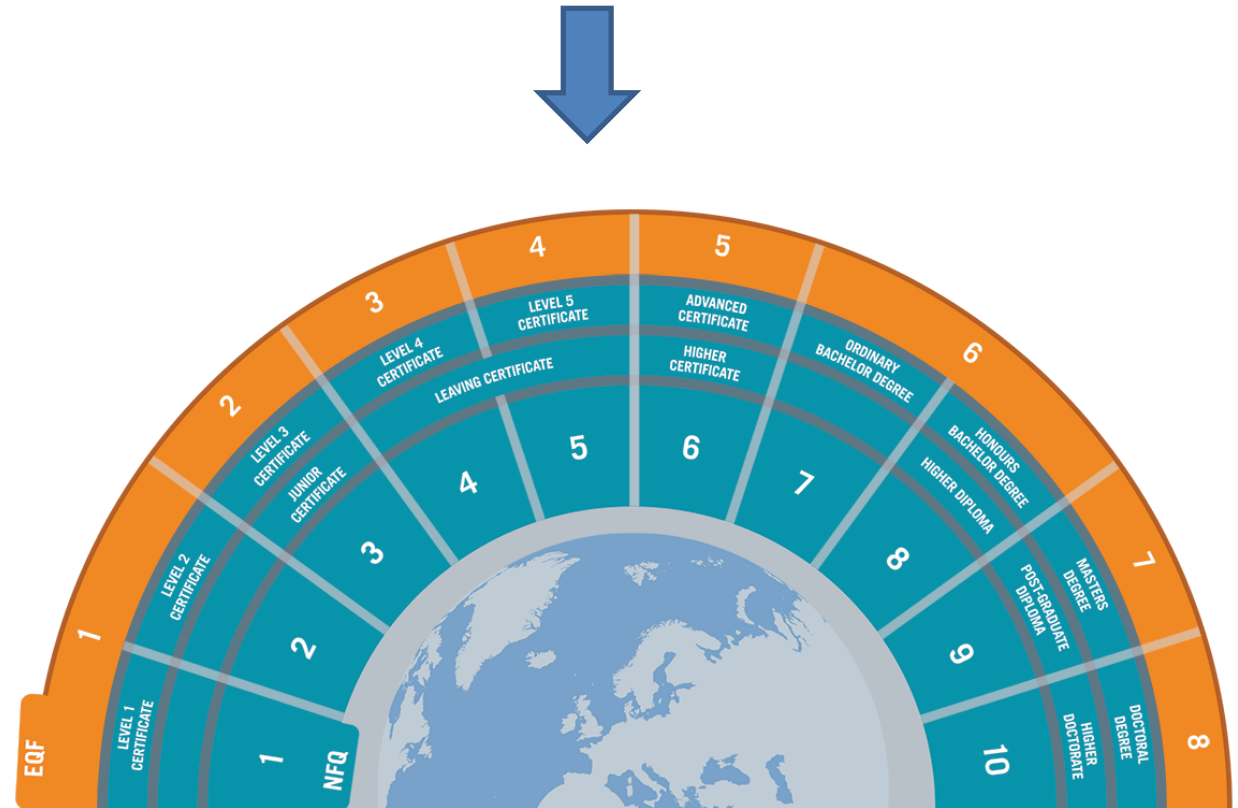 EQF
1
2
3
4
5
6
7
8
LEVEL 1
CERTIFICATE
LEVEL 2
CERTIFICATE
LEVEL 3
CERTIFICATE
LEVEL 4
CERTIFICATE
LEVEL 5
CERTIFICATE
ADVANCED
CERTIFICATE
ORDINARY
BACHELOR DEGREE
HONOURS
BACHELOR DEGREE
MASTERS
DEGREE
DOCTORAL
DEGREE
JUNIOR
CERTIFICATE
LEAVING CERTIFICATE
HIGHER
CERTIFICATE
HIGHER DIPLOMA
POST-GRADUATE
DIPLOMA
HIGHER
DOCTORATE
NFQ
1
2
3
4
5
6
7
8
9
10